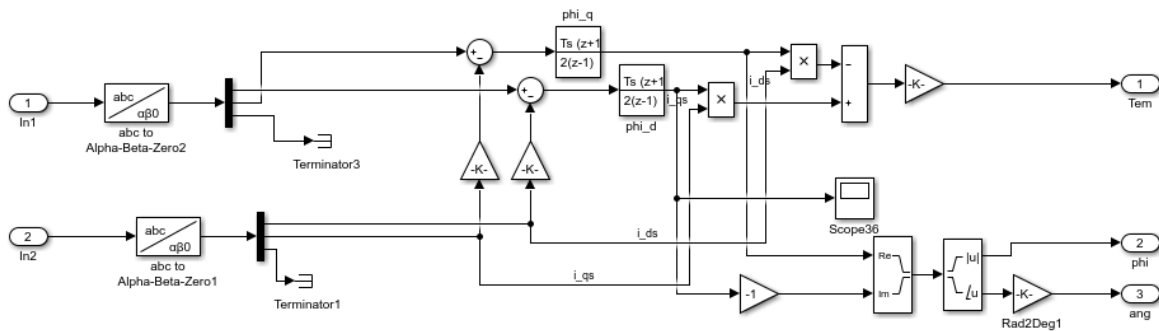 phi_q
+
−
Ts (z+1
2(z-1)
i_ds
×
−
+
-K-
1
Tem
1
In1
abc
αβ0
abc to
Alpha-Beta-Zero2
Terminator3
+
−
Ts (z+1
2(z-1)
phi_d
i_qs
×
-K-
-K-
2
In2
abc
αβ0
abc to
Alpha-Beta-Zero1
Terminator1
i_ds
i_qs
Scope36
-1
Re
Im
|u|
∠u
2
phi
-K-
Rad2Deg1
3
ang